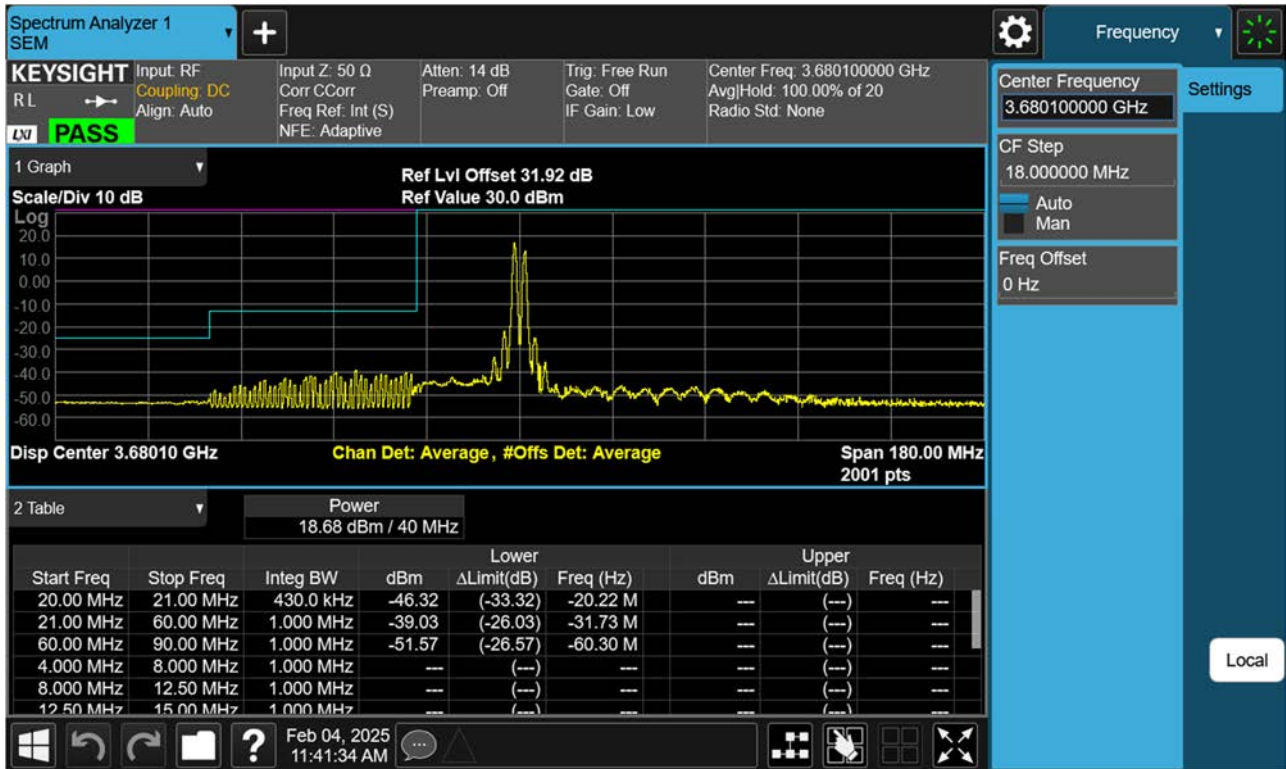 Spectrum Analyzer 1
SEM
Frequency
KEYSIGHT
RL
LXI
PASS
Input: RF
Coupling: DC
Align: Auto
Input Z: 50 Ω
Corr CCorr
Freq Ref: Int (S)
NFE: Adaptive
Atten: 14 dB
Preamp: Off
Trig: Free Run
Gate: Off
IF Gain: Low
Center Freq: 3.680100000 GHz
Avg|Hold: 100.00% of 20
Radio Std: None
Center Frequency
3.680100000 GHz
Settings
CF Step
18.000000 MHz
Auto
Man
Freq Offset
0 Hz
1 Graph
Ref Lvl Offset 31.92 dB
Scale/Div 10 dB
Ref Value 30.0 dBm
Log
20.0
10.0
0.00
-10.0
-20.0
-30.0
-40.0
-50.0
-60.0
Disp Center 3.68010 GHz
Chan Det: Average , #Offs Det: Average
Span 180.00 MHz
2001 pts
2 Table
Power
18.68 dBm / 40 MHz
Lower Upper
Start Freq Stop Freq Integ BW dBm ΔLimit(dB) Freq (Hz) dBm ΔLimit(dB) Freq (Hz)
20.00 MHz 21.00 MHz 430.0 kHz -46.32 (-33.32) -20.22 M --- (---) ---
21.00 MHz 60.00 MHz 1.000 MHz -39.03 (-26.03) -31.73 M --- (---) ---
60.00 MHz 90.00 MHz 1.000 MHz -51.57 (-26.57) -60.30 M --- (---) ---
4.000 MHz 8.000 MHz 1.000 MHz --- (---) --- --- (---) ---
8.000 MHz 12.50 MHz 1.000 MHz --- (---) --- --- (---) ---
12.50 MHz 15.00 MHz 1.000 MHz --- (---) --- --- (---) ---
Local
?
Feb 04, 2025
11:41:34 AM